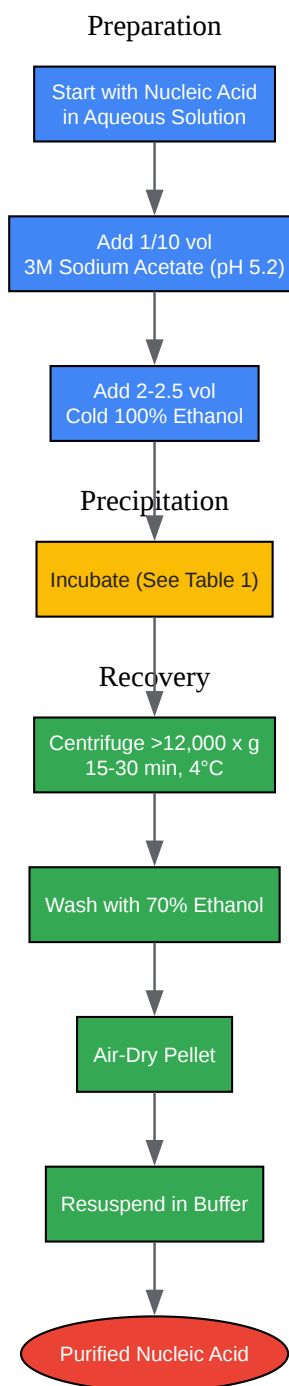 Preparation
Start with Nucleic Acid
in Aqueous Solution
Add 1/10 vol
3M Sodium Acetate (pH 5.2)
Add 2-2.5 vol
Cold 100% Ethanol
Precipitation
Incubate (See Table 1)
Recovery
Centrifuge >12,000 x g
15-30 min, 4°C
Wash with 70% Ethanol
Air-Dry Pellet
Resuspend in Buffer
Purified Nucleic Acid